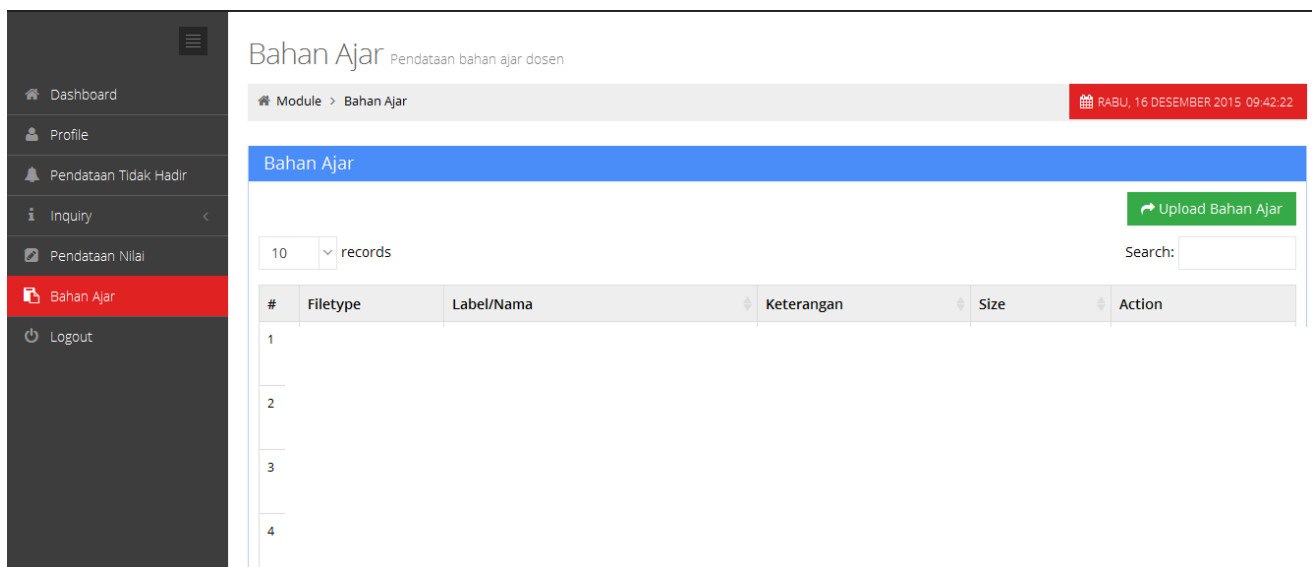 Dashboard
Profile
Pendataan Tidak Hadir
Inquiry
Pendataan Nilai
Bahan Ajar
Logout
Bahan Ajar Pendataan bahan ajar dosen
Module > Bahan Ajar
RABU, 16 DESEMBER 2015 09:42:22
Bahan Ajar
Upload Bahan Ajar
10 records Search:
# Filetype Label/Nama Keterangan Size Action
1
2
3
4